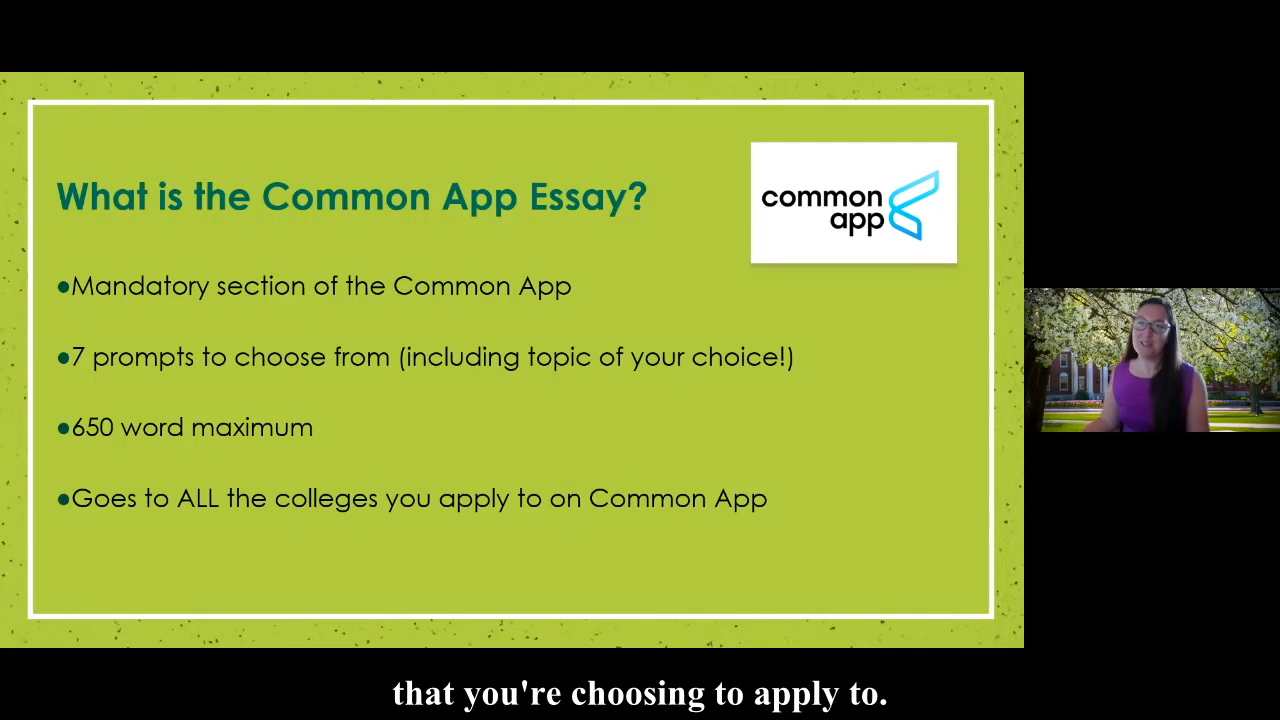 What is the Common App Essay?
common
app
●Mandatory section of the Common App
●7 prompts to choose from (including topic of your choice!)
●650 word maximum
●Goes to ALL the colleges you apply to on Common App
that you're choosing to apply to.